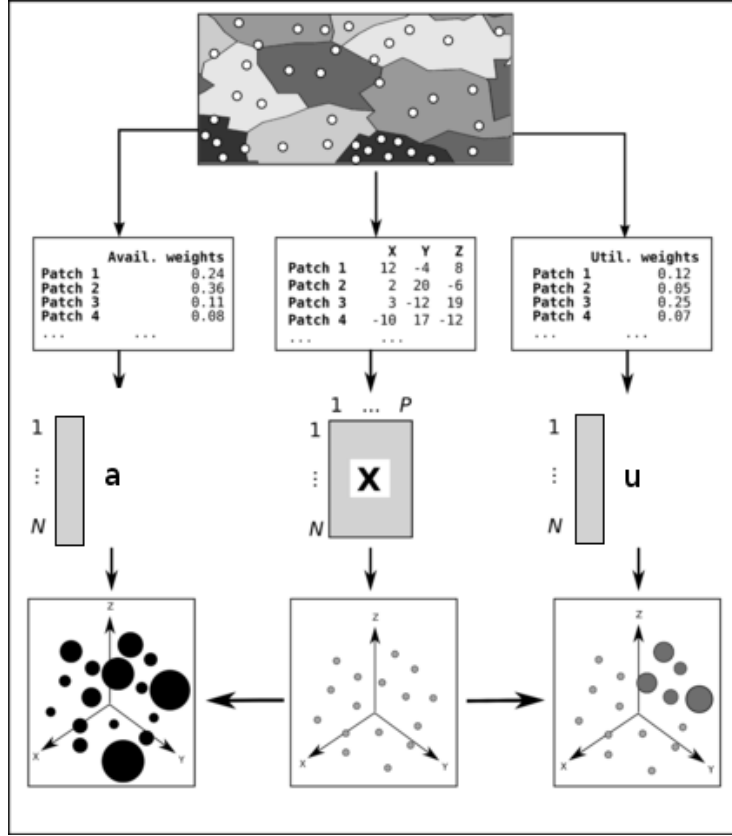 Avail. weights
Patch 1 0.24
Patch 2 0.36
Patch 3 0.11
Patch 4 0.08
... ...
X Y Z
Patch 1 12 -4 8
Patch 2 2 20 -6
Patch 3 3 -12 19
Patch 4 -10 17 -12
... ...
Util. weights
Patch 1 0.12
Patch 2 0.05
Patch 3 0.25
Patch 4 0.07
... ...
1
⋮
N
a
1 ... P
1
⋮
N
X
1
⋮
N
u
Z
X
Y
Z
X
Y
Z
X
Y